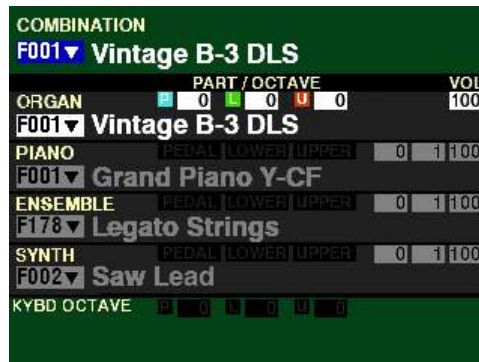 COMBINATION
F001▼ Vintage B-3 DLS
PART / OCTAVE VOL
ORGAN P 0 L 0 U 0 100
F001▼ Vintage B-3 DLS
PIANO PEDAL LOWER UPPER 0 1 100
F001▼ Grand Piano Y-CF
ENSEMBLE PEDAL LOWER UPPER 0 1 100
F178▼ Legato Strings
SYNTH PEDAL LOWER UPPER 0 1 100
F002▼ Saw Lead
KYBD OCTAVE P 0 L 0 U 0